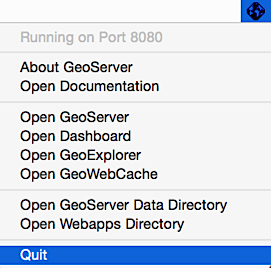 Running on Port 8080
About GeoServer
Open Documentation
Open GeoServer
Open Dashboard
Open GeoExplorer
Open GeoWebCache
Open GeoServer Data Directory
Open Webapps Directory
Quit